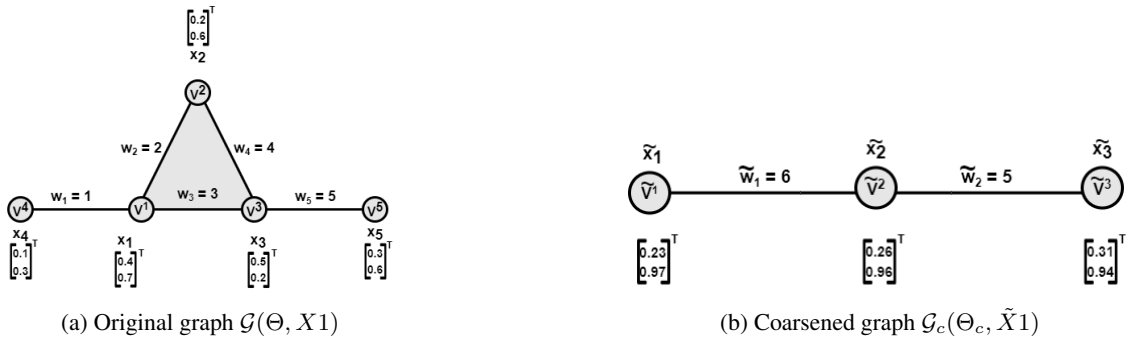 [0.2 0.6]ᵀ
x₂
V²
w₂ = 2
w₄ = 4
w₁ = 1
w₃ = 3
w₅ = 5
V⁴
V¹
V³
V⁵
x₄
x₁
x₃
x₅
[0.1 0.3]ᵀ
[0.4 0.7]ᵀ
[0.5 0.2]ᵀ
[0.3 0.6]ᵀ
(a) Original graph 𝒢(Θ, X1)
x̃₁
x̃₂
x̃₃
w̃₁ = 6
w̃₂ = 5
Ṽ¹
Ṽ²
Ṽ³
[0.23 0.97]ᵀ
[0.26 0.96]ᵀ
[0.31 0.94]ᵀ
(b) Coarsened graph 𝒢c(Θc, X̃1)